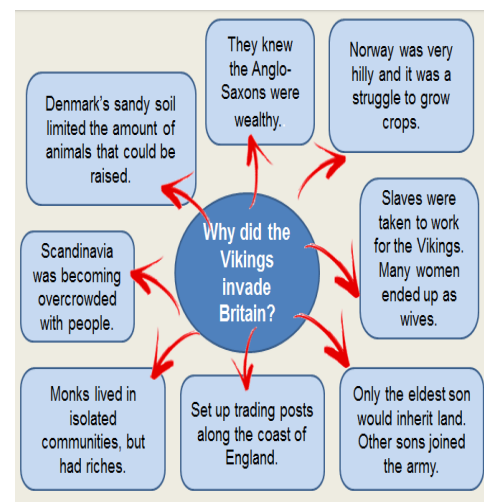 They knew
the Anglo-
Saxons were
wealthy.
Norway was very
hilly and it was a
struggle to grow
crops.
Denmark's sandy soil
limited the amount of
animals that could be
raised.
Slaves were
taken to work
for the Vikings.
Many women
ended up as
wives.
Why did the
Vikings
invade
Britain?
Scandinavia
was becoming
overcrowded
with people.
Monks lived in
isolated
communities, but
had riches.
Set up trading posts
along the coast of
England.
Only the eldest son
would inherit land.
Other sons joined
the army.